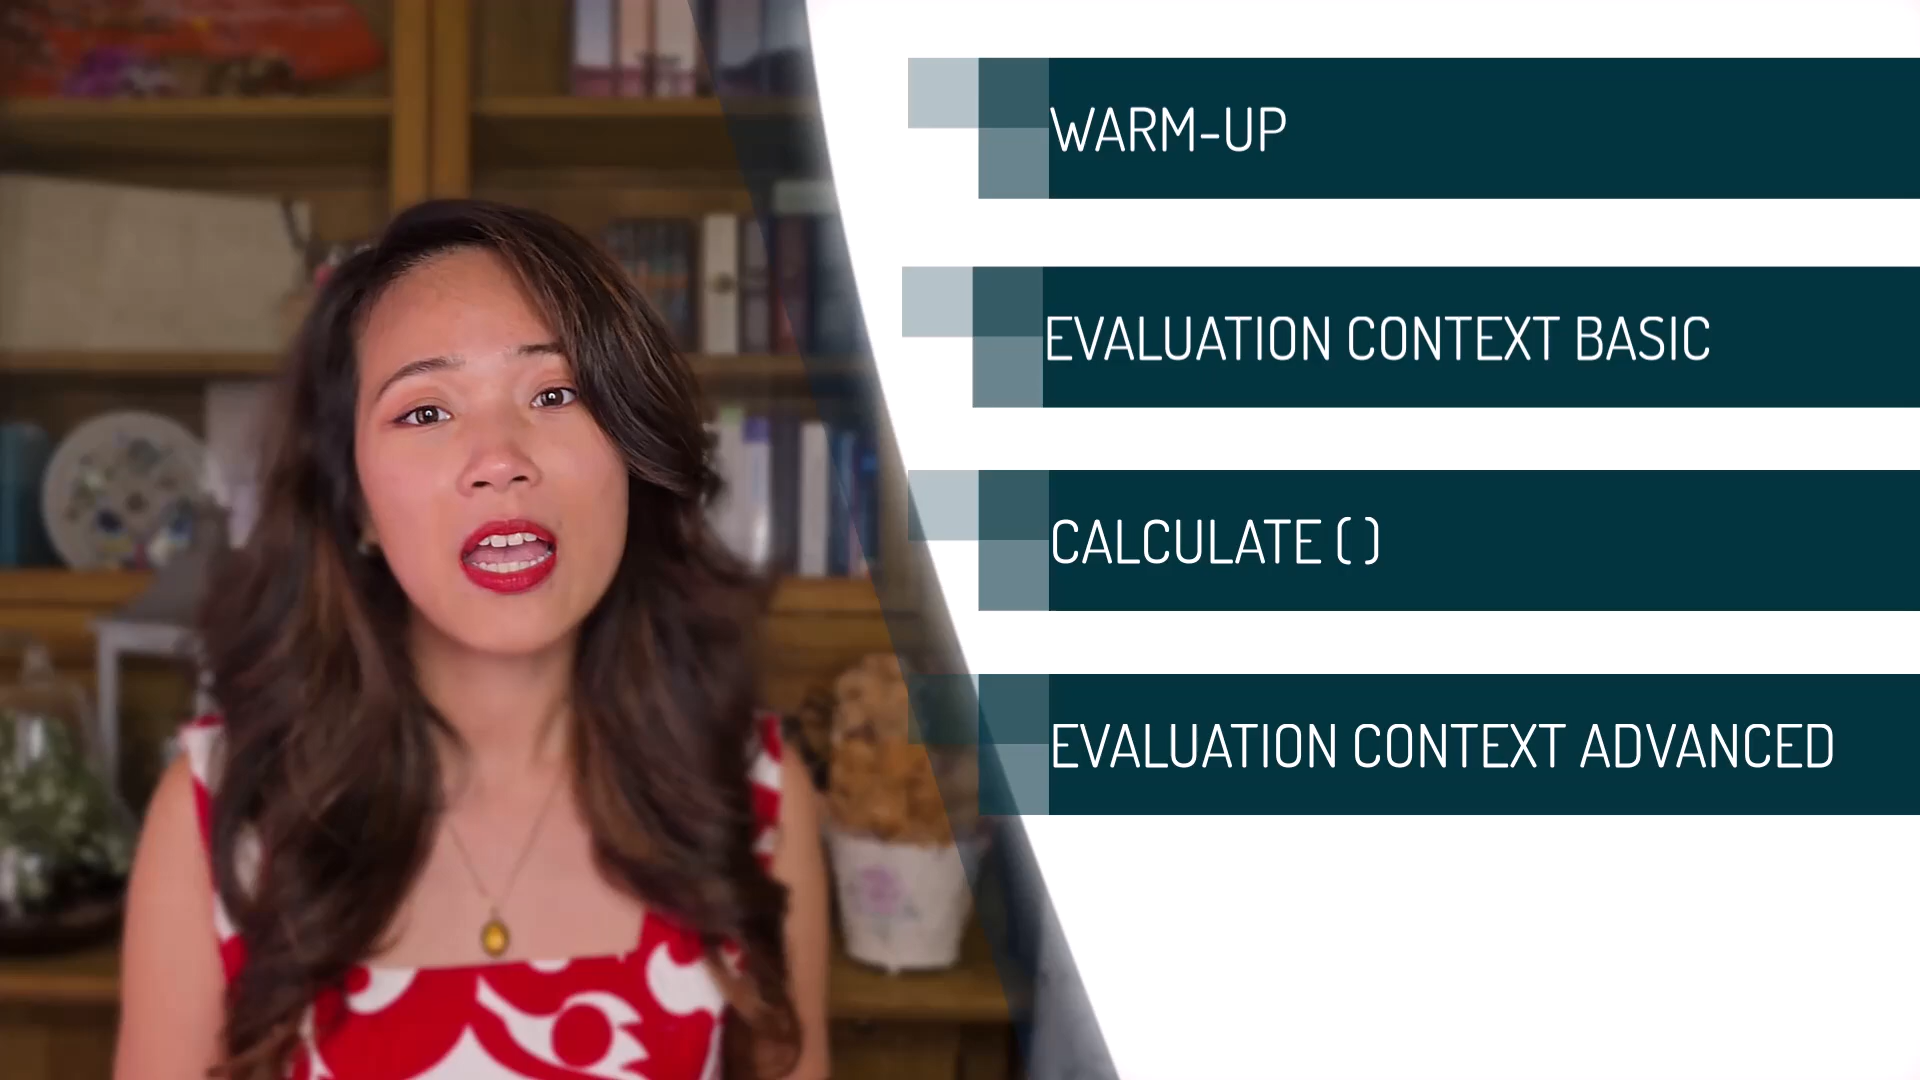 WARM-UP
EVALUATION CONTEXT BASIC
CALCULATE ( )
EVALUATION CONTEXT ADVANCED